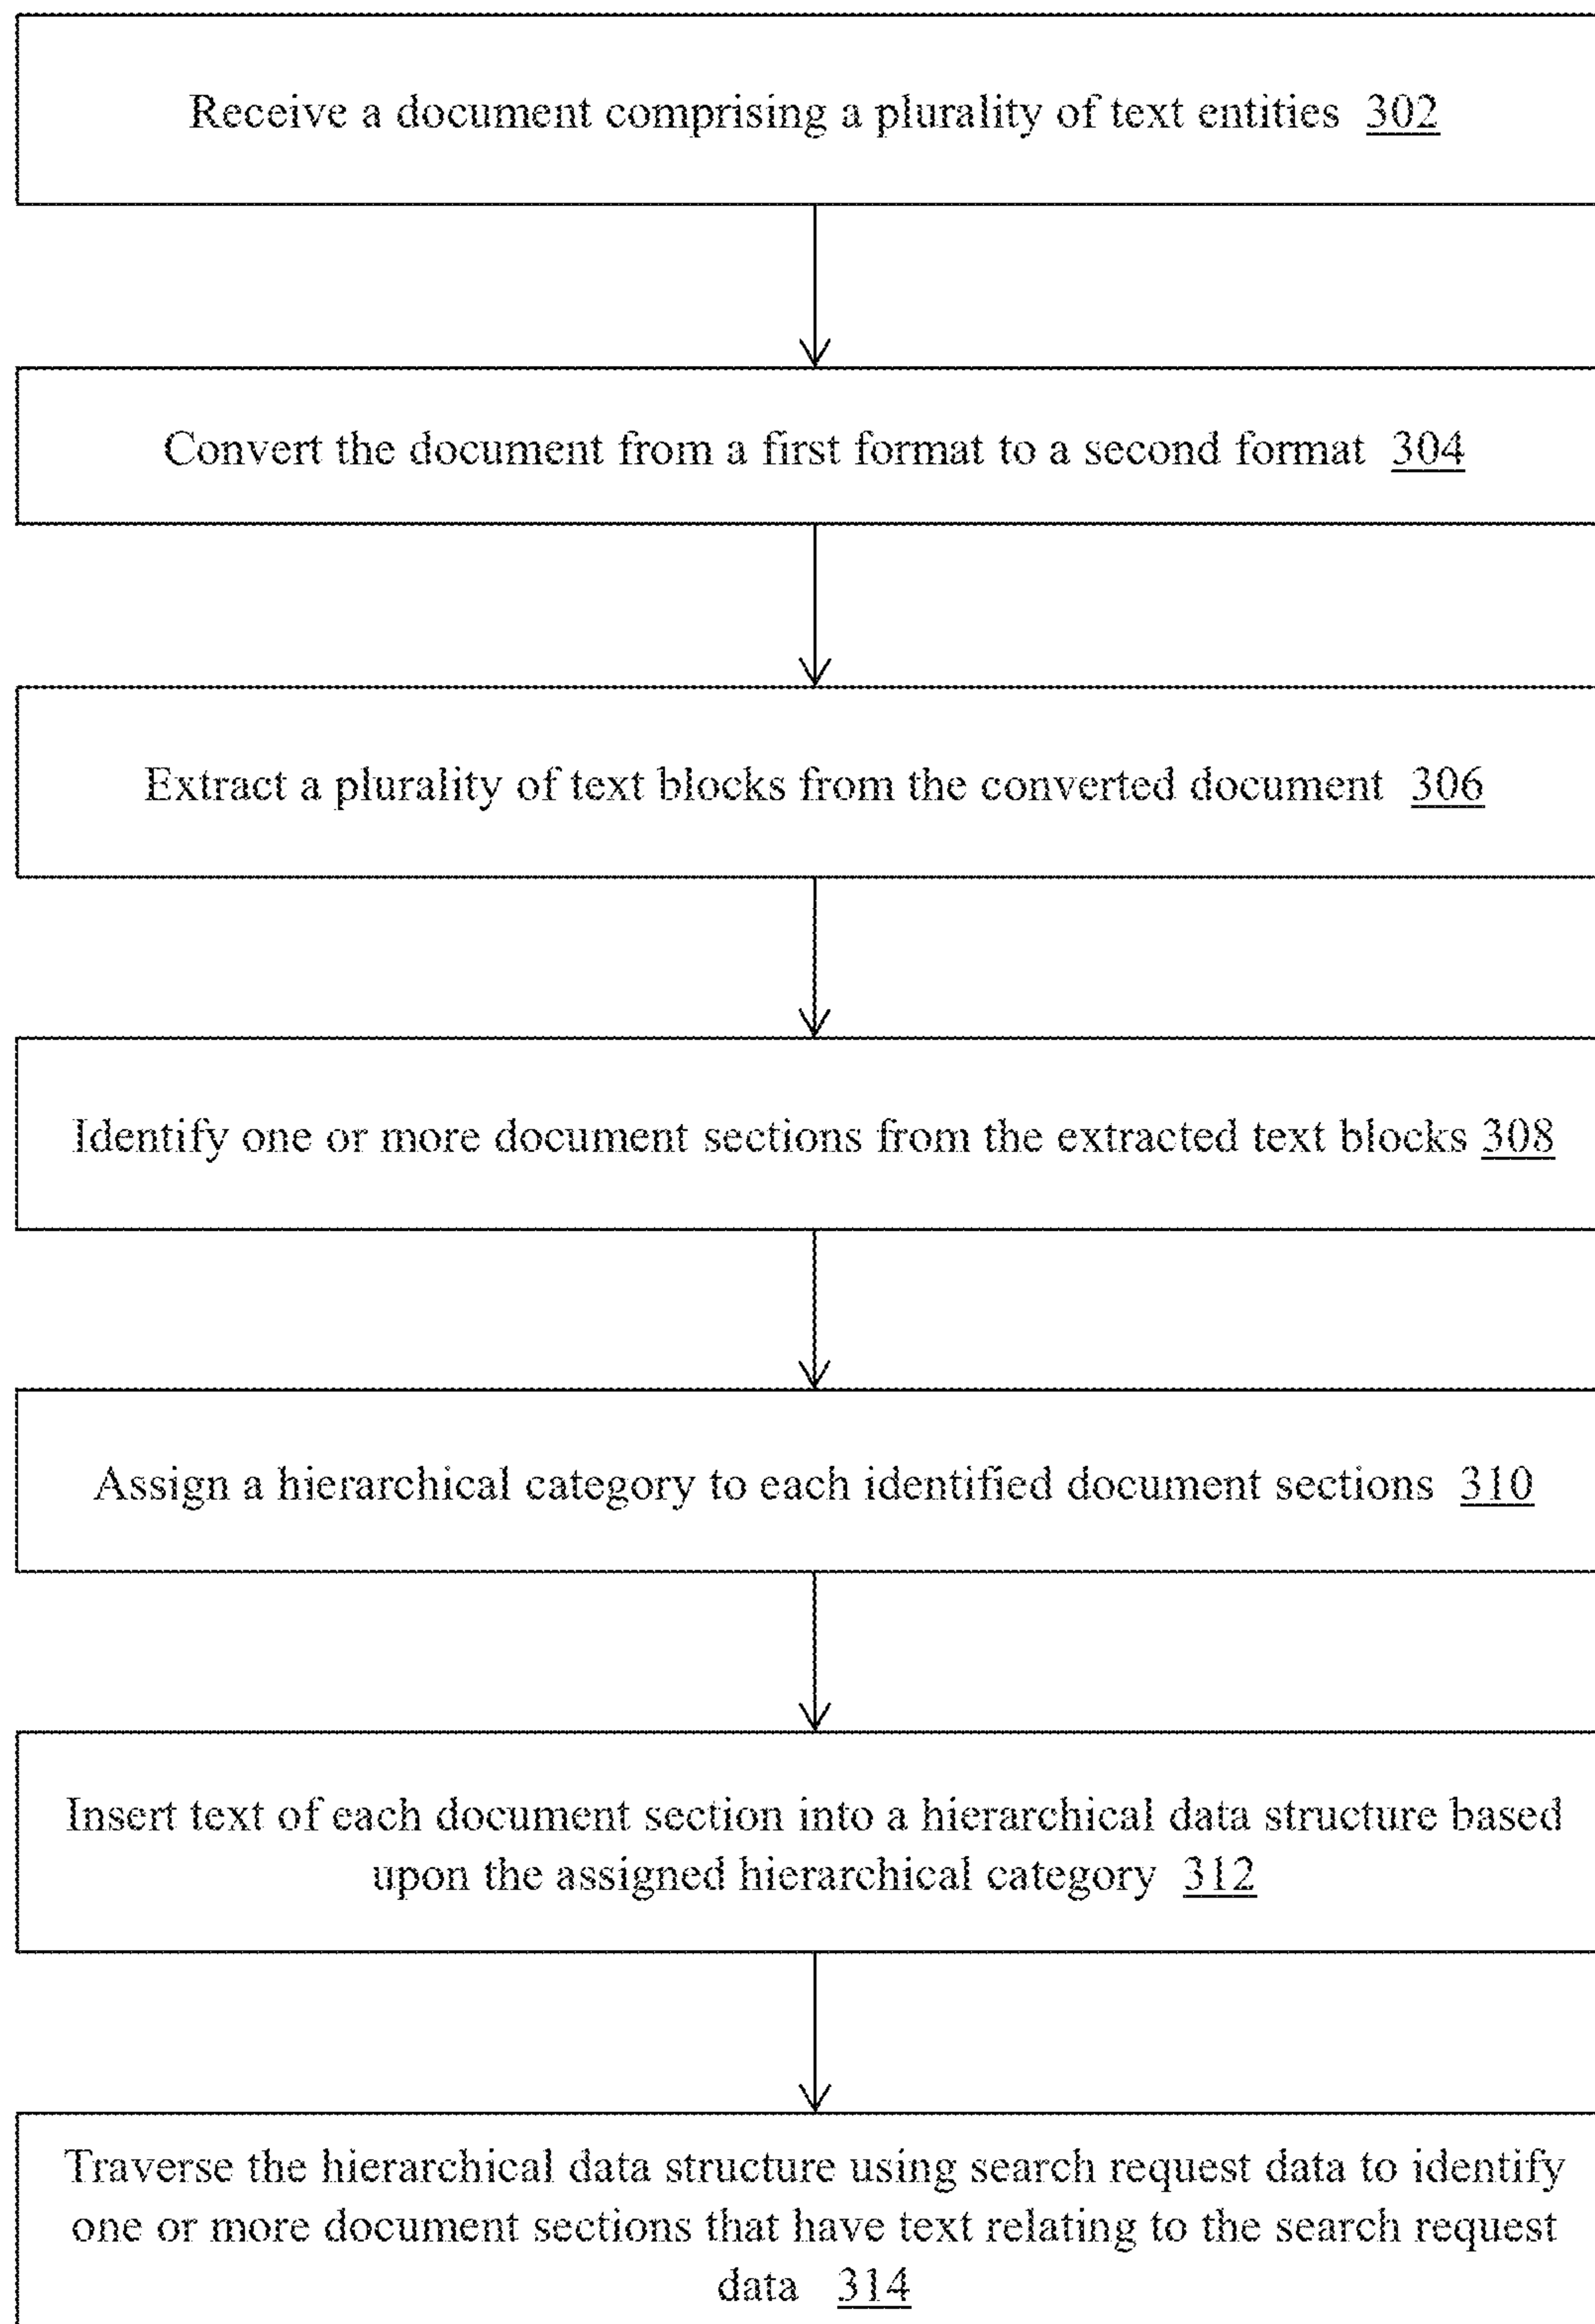 Receive a document comprising a plurality of text entities 302
Convert the document from a first format to a second format 304
Extract a plurality of text blocks from the converted document 306
Identify one or more document sections from the extracted text blocks 308
Assign a hierarchical category to each identified document sections 310
Insert text of each document section into a hierarchical data structure based
upon the assigned hierarchical category 312
Traverse the hierarchical data structure using search request data to identify
one or more document sections that have text relating to the search request
data 314